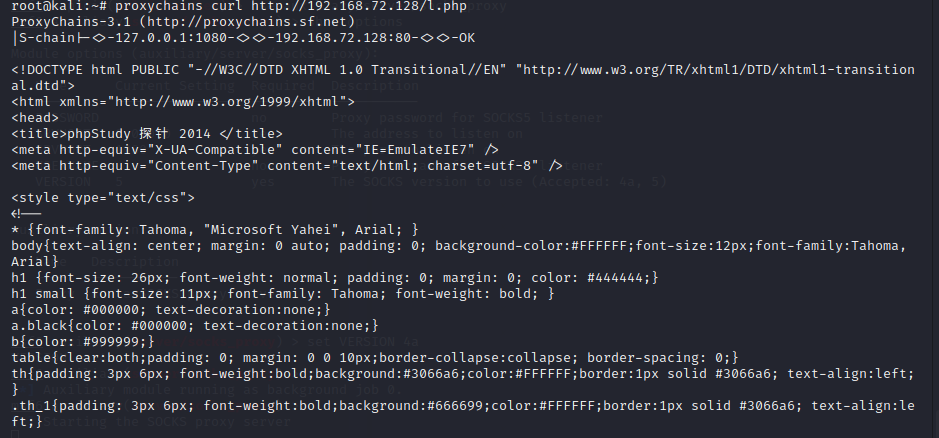 root@kali:~# proxychains curl http://192.168.72.128/l.php
ProxyChains-3.1 (http://proxychains.sf.net)
|S-chain|-<>-127.0.0.1:1080-<><>-192.168.72.128:80-<><>-OK
<!DOCTYPE html PUBLIC "-//W3C//DTD XHTML 1.0 Transitional//EN" "http://www.w3.org/TR/xhtml1/DTD/xhtml1-transition
al.dtd">
<html xmlns="http://www.w3.org/1999/xhtml">
<head>
<title>phpStudy 探针 2014 </title>
<meta http-equiv="X-UA-Compatible" content="IE=EmulateIE7" />
<meta http-equiv="Content-Type" content="text/html; charset=utf-8" />
<style type="text/css">
<!--
* {font-family: Tahoma, "Microsoft Yahei", Arial; }
body{text-align: center; margin: 0 auto; padding: 0; background-color:#FFFFFF;font-size:12px;font-family:Tahoma,
Arial}
h1 {font-size: 26px; font-weight: normal; padding: 0; margin: 0; color: #444444;}
h1 small {font-size: 11px; font-family: Tahoma; font-weight: bold; }
a{color: #000000; text-decoration:none;}
a.black{color: #000000; text-decoration:none;}
b{color: #999999;}
table{clear:both;padding: 0; margin: 0 0 10px;border-collapse:collapse; border-spacing: 0;}
th{padding: 3px 6px; font-weight:bold;background:#3066a6;color:#FFFFFF;border:1px solid #3066a6; text-align:left;
}
.th_1{padding: 3px 6px; font-weight:bold;background:#666699;color:#FFFFFF;border:1px solid #3066a6; text-align:le
ft;}